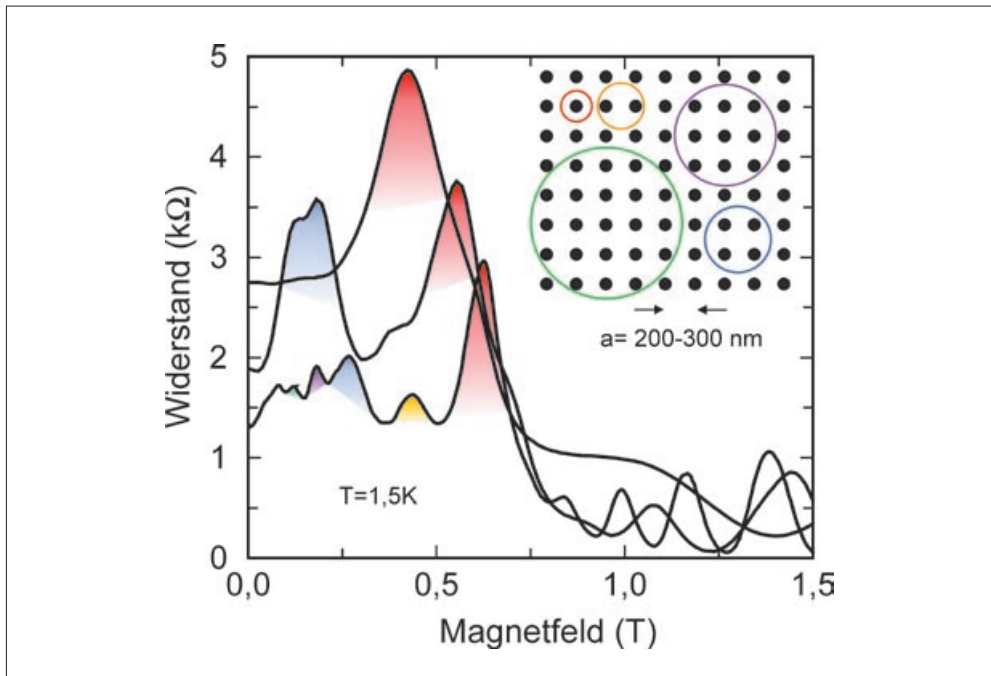 5
4
3
2
1
0
Widerstand (kΩ)
a= 200-300 nm
T=1,5K
0,0
0,5
1,0
1,5
Magnetfeld (T)